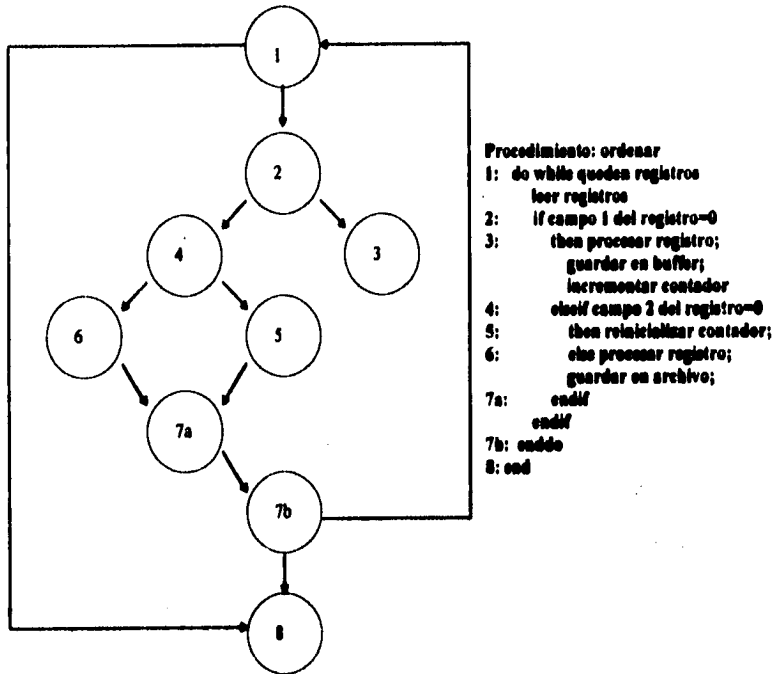 1
2
4
3
6
5
7a
7b
8
Procedimiento: ordenar
1: do while queden registros
leer registros
2: if campo 1 del registro=0
3: then procesar registro;
guardar en buffer;
incrementar contador
4: elseif campo 2 del registro=0
5: then reinicializar contador;
6: else procesar registro;
guardar en archivo;
7a: endif
endif
7b: enddo
8: end